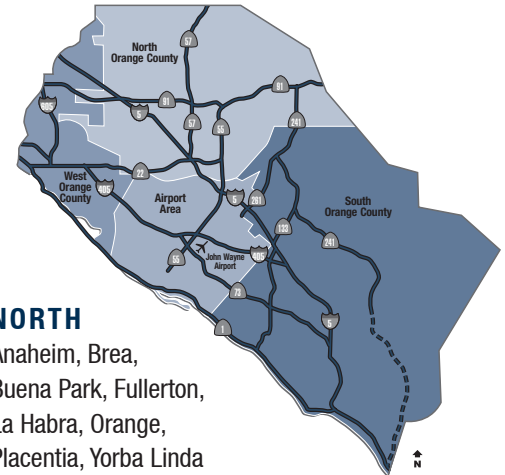 57
North
Orange County
91
91
605
5
57
55
241
22
West
Orange
County
405
Airport
Area
5
261
South
Orange County
133
241
55
John Wayne
Airport
405
73
1
5
N
NORTH
Anaheim, Brea,
Buena Park, Fullerton,
La Habra, Orange,
Placentia, Yorba Linda